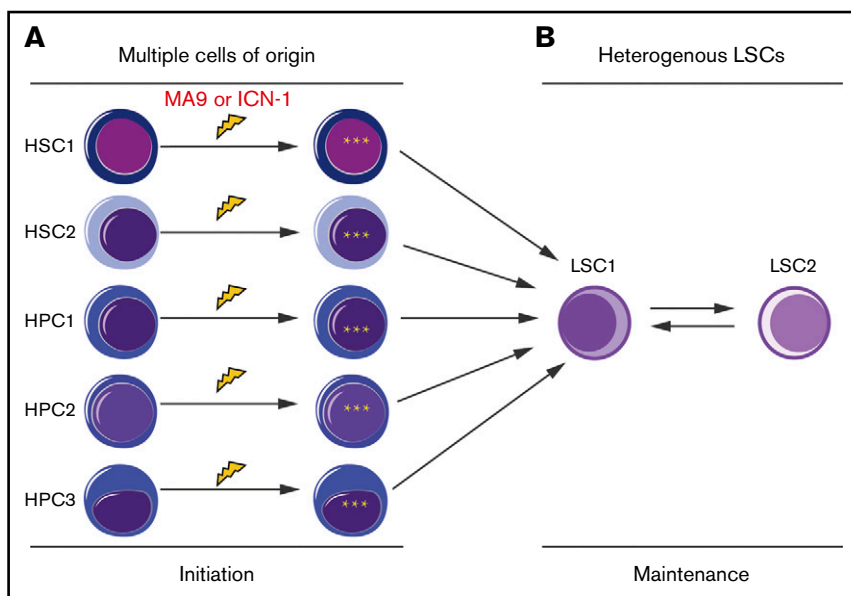 A
Multiple cells of origin
MA9 or ICN-1
HSC1
HSC2
HPC1
HPC2
HPC3
Initiation
B
Heterogenous LSCs
LSC1
LSC2
Maintenance